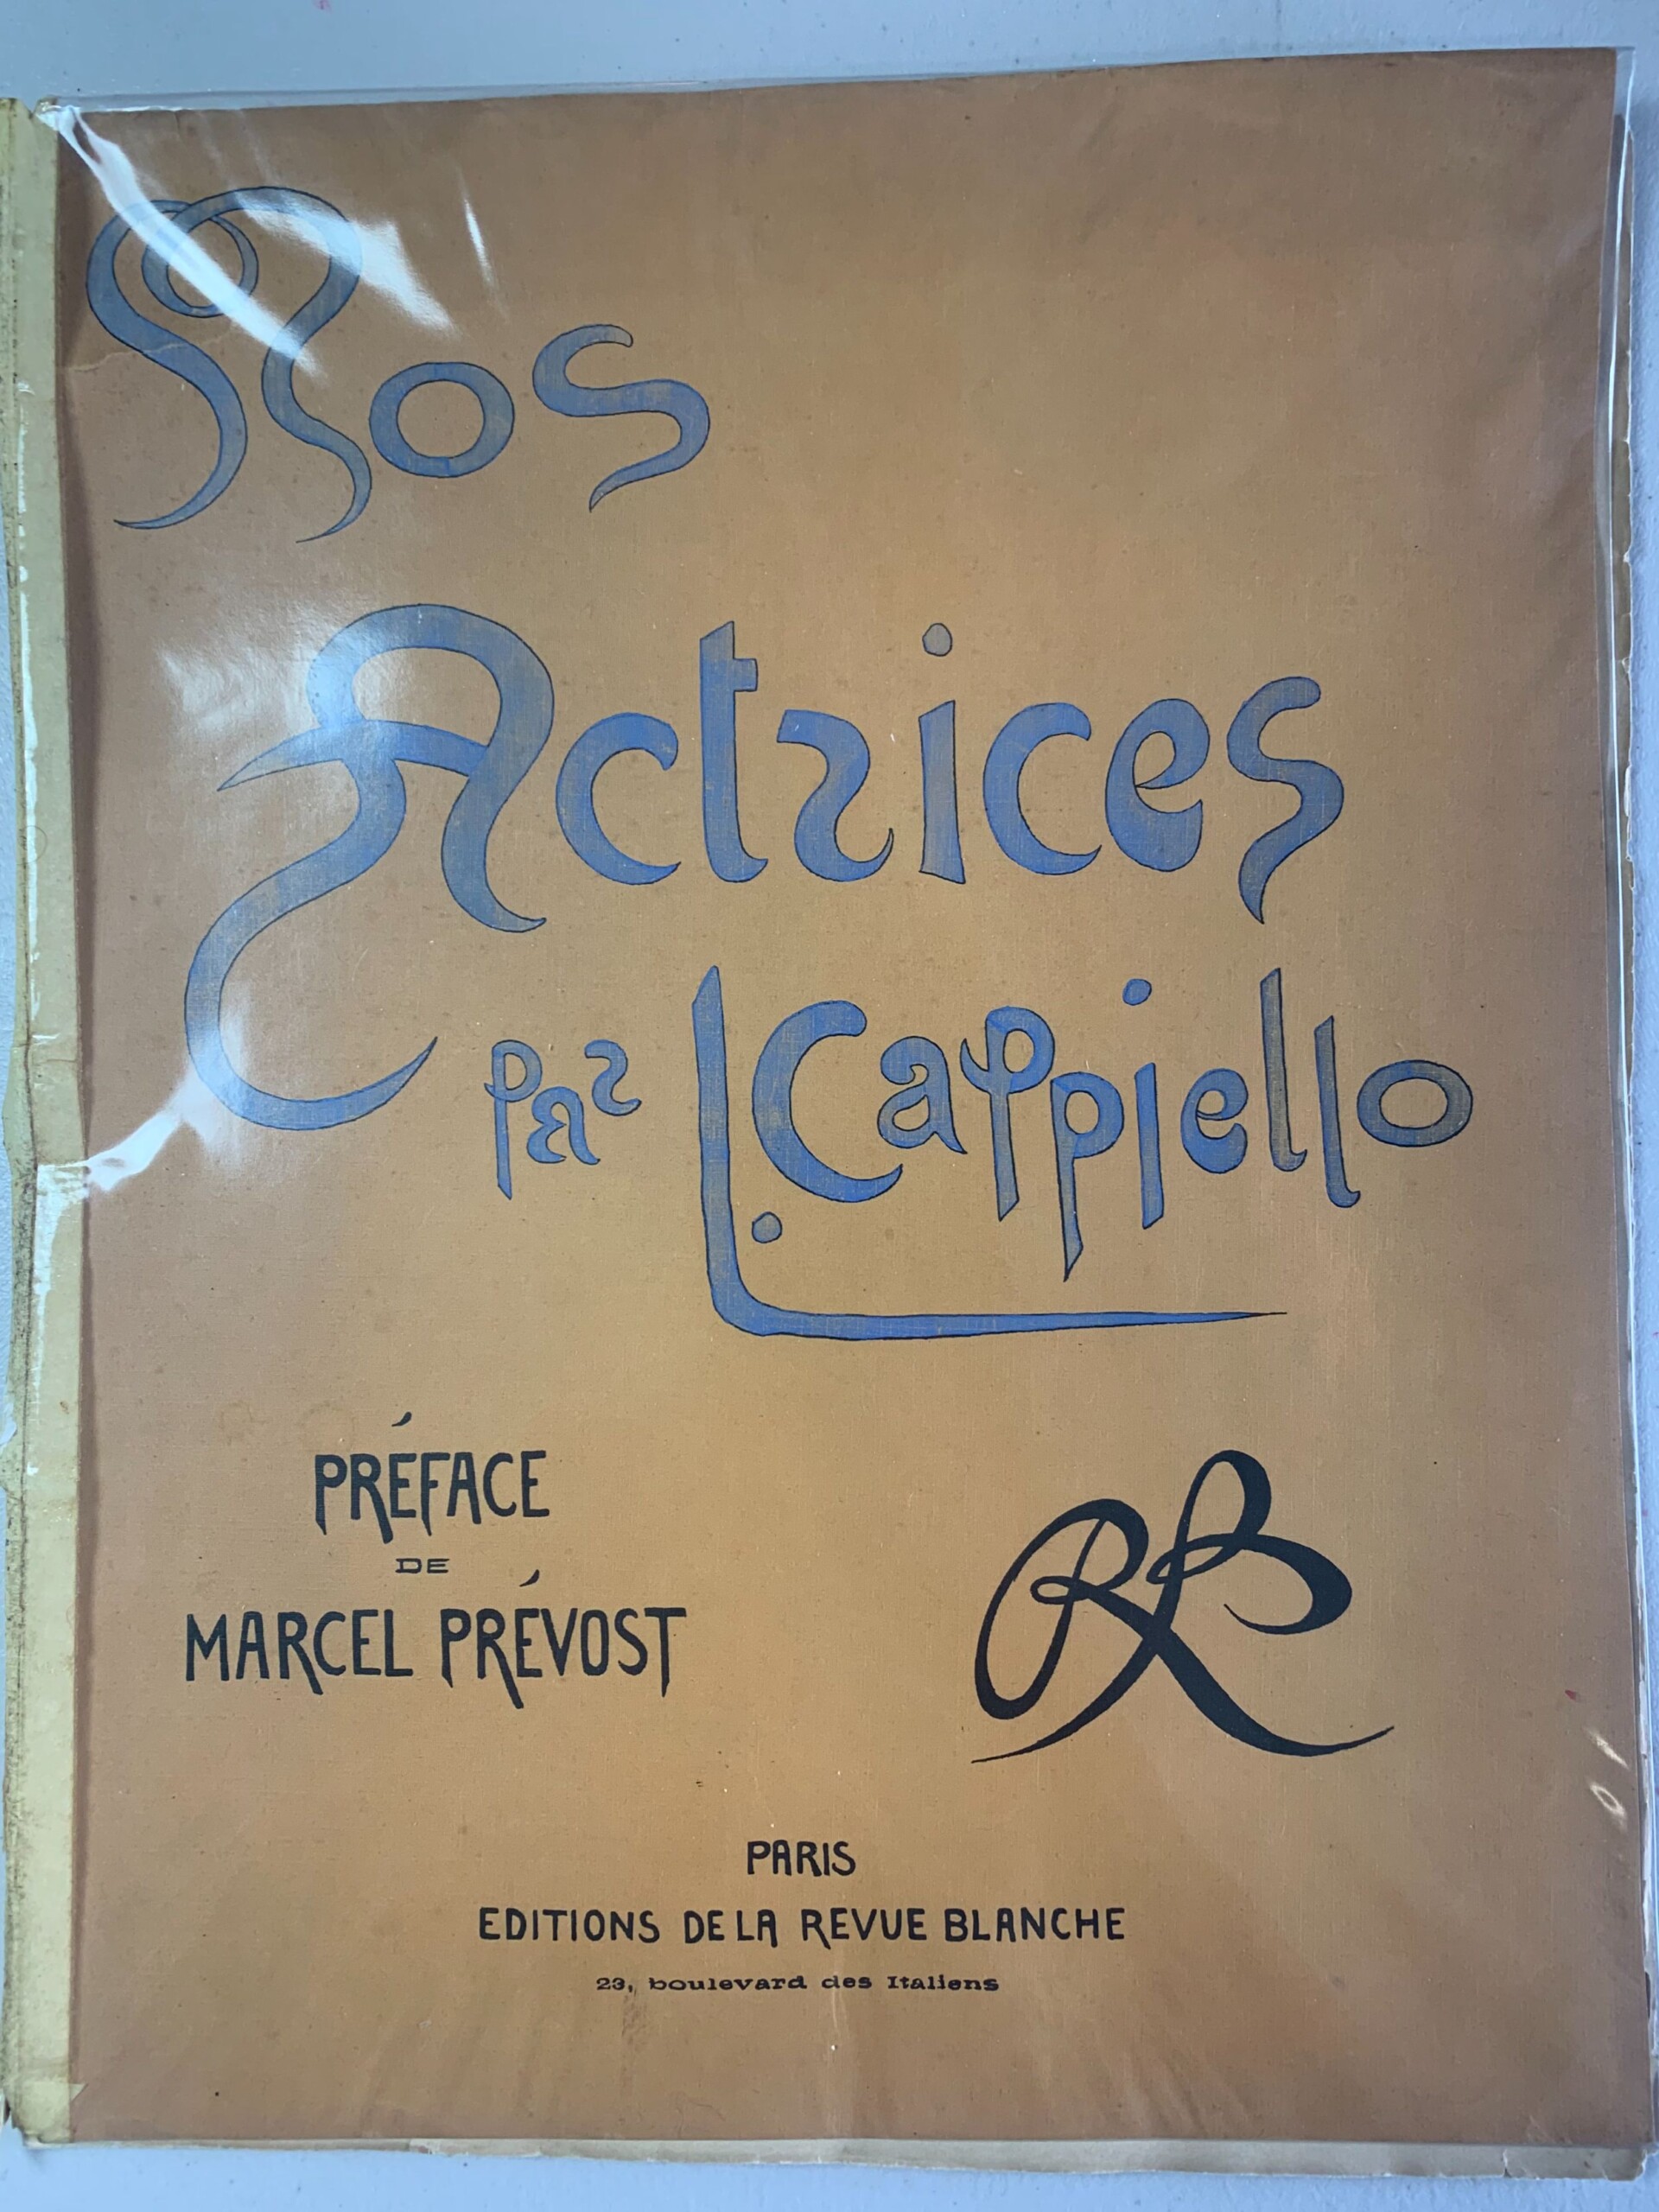 Nos
Actrices
par L. Cappiello
PRÉFACE
DE
MARCEL PRÉVOST
RB
PARIS
EDITIONS DE LA REVUE BLANCHE
23, boulevard des Italiens